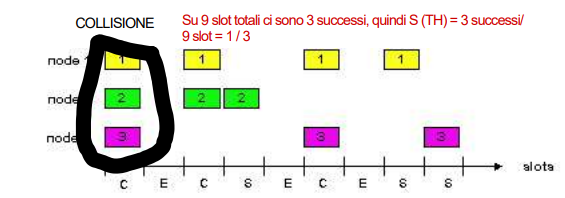 COLLISIONE
Su 9 slot totali ci sono 3 successi, quindi S (TH) = 3 successi/
9 slot = 1 / 3
node 1 1 1 1
node 2 2 2
node 3 3 3
slots
C E C S E C E S S